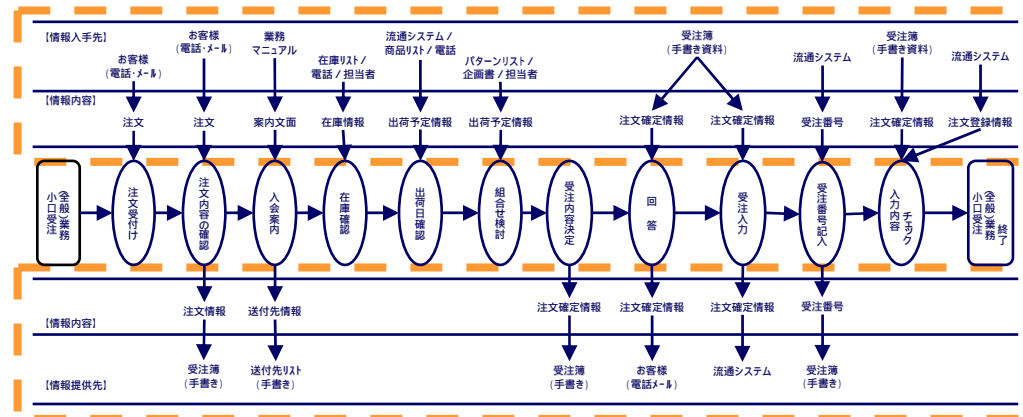 【情報入手先】
お客様
(電話・メール)
お客様
(電話・メール)
業務
マニュアル
在庫リスト/
電話/担当者
流通システム/
商品リスト/電話
パターンリスト/
企画書/担当者
受注簿
(手書き資料)
流通システム
受注簿
(手書き資料)
流通システム
【情報内容】
注文
注文
案内文面
在庫情報
出荷予定情報
出荷予定情報
注文確定情報
注文確定情報
受注番号
注文確定情報
注文登録情報
小口受注
(全般)業務
注文受付け
注文内容の確認
入会案内
在庫確認
出荷日確認
組合せ検討
受注内容決定
回答
受注入力
受注番号記入
入力内容
チェック
小口受注
(全般)業務
終了
【情報内容】
注文情報
送付先情報
注文確定情報
注文確定情報
注文確定情報
受注番号
【情報提供先】
受注簿
(手書き)
送付先リスト
(手書き)
受注簿
(手書き)
お客様
(電話メール)
流通システム
受注簿
(手書き)